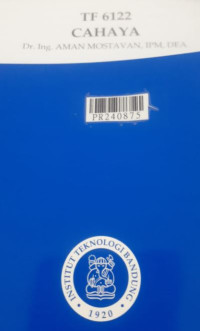 TF 6122
CAHAYA
Dr. Ing. AMAN MOSTAVAN, IPM, DEA
PR240875
INSTITUT TEKNOLOGI BANDUNG
1920